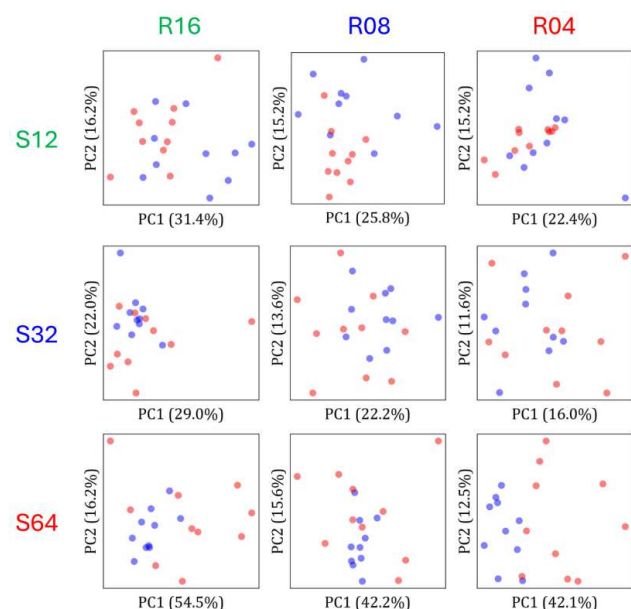 R16 R08 R04
S12
PC2 (16.2%)
PC1 (31.4%)
PC2 (15.2%)
PC1 (25.8%)
PC2 (15.2%)
PC1 (22.4%)
S32
PC2 (22.0%)
PC1 (29.0%)
PC2 (13.6%)
PC1 (22.2%)
PC2 (11.6%)
PC1 (16.0%)
S64
PC2 (16.2%)
PC1 (54.5%)
PC2 (15.6%)
PC1 (42.2%)
PC2 (12.5%)
PC1 (42.1%)